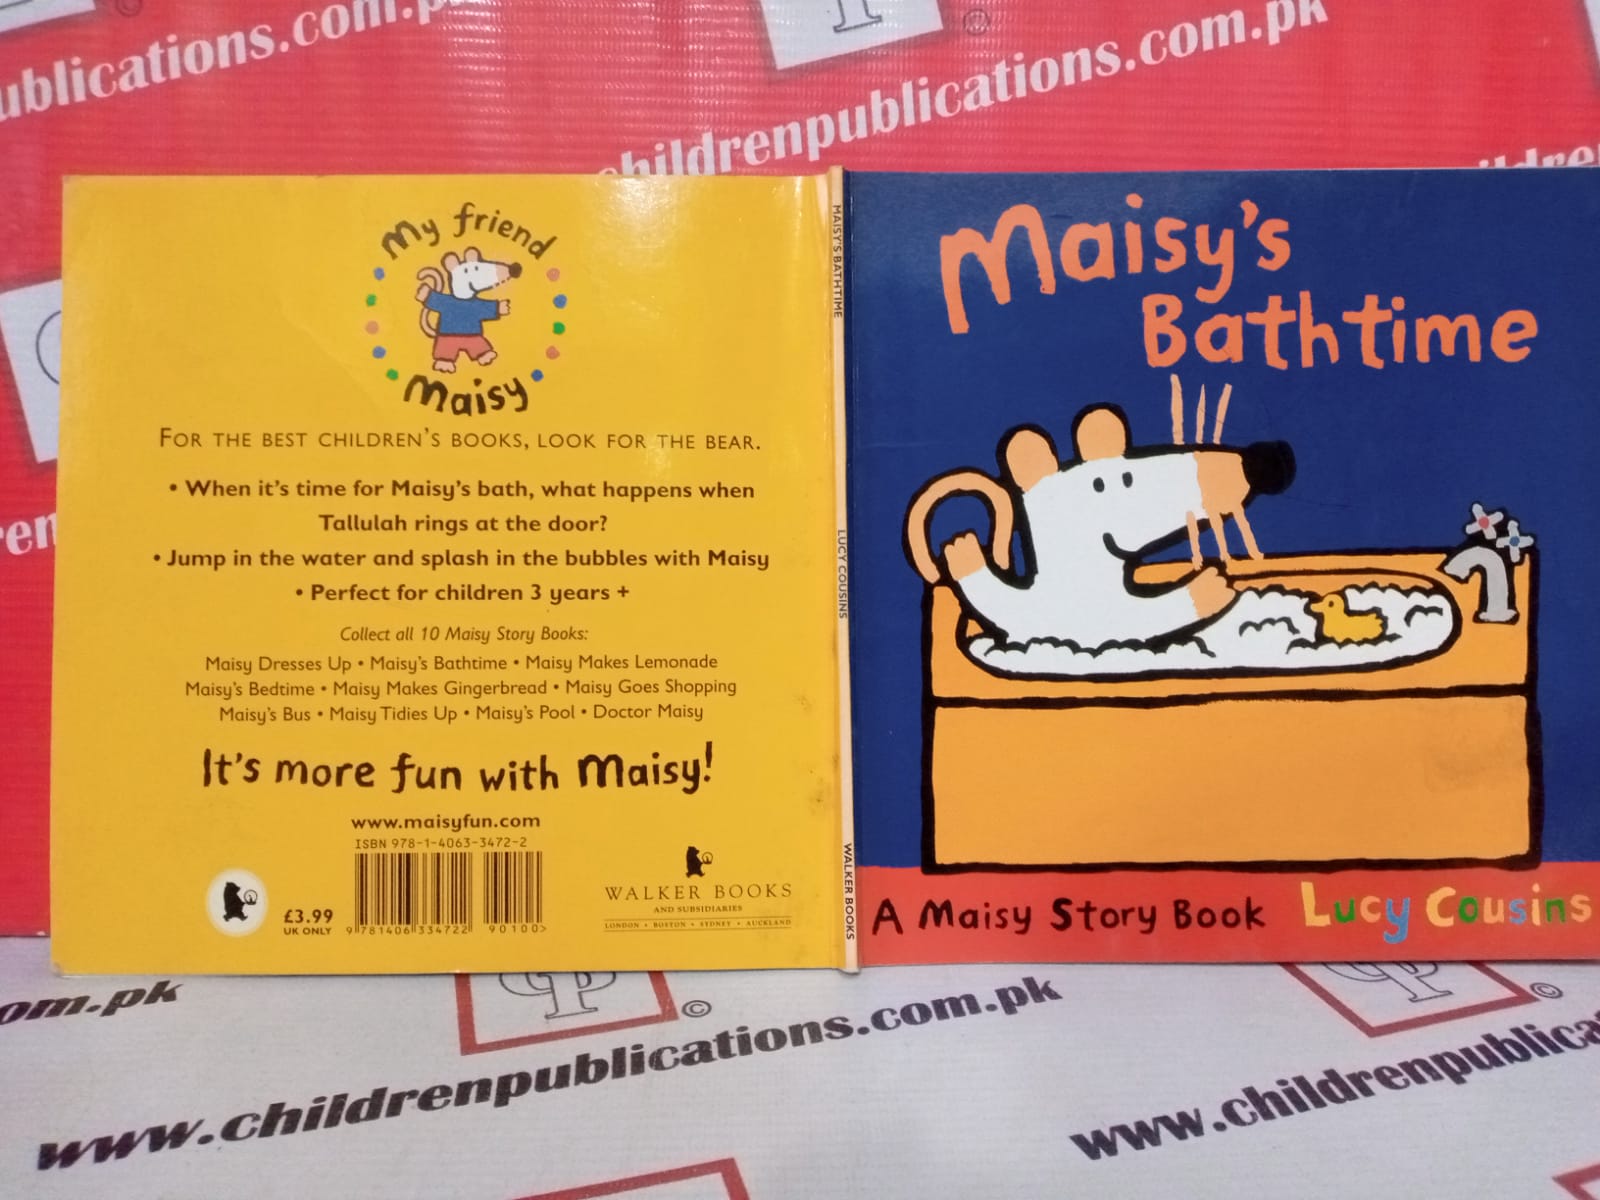 ublications.com.p
©
childrenpublications.com.pk
My friend
Maisy
FOR THE BEST CHILDREN'S BOOKS, LOOK FOR THE BEAR.
• When it's time for Maisy's bath, what happens when
Tallulah rings at the door?
• Jump in the water and splash in the bubbles with Maisy
• Perfect for children 3 years +
Collect all 10 Maisy Story Books:
Maisy Dresses Up • Maisy's Bathtime • Maisy Makes Lemonade
Maisy's Bedtime • Maisy Makes Gingerbread • Maisy Goes Shopping
Maisy's Bus • Maisy Tidies Up • Maisy's Pool • Doctor Maisy
It's more fun with Maisy!
www.maisyfun.com
ISBN 978-1-4063-3472-2
£3.99
UK ONLY
9 781406 334722 90100>
WALKER BOOKS
AND SUBSIDIARIES
LONDON • BOSTON • SYDNEY • AUCKLAND
MAISY'S BATHTIME
LUCY COUSINS
WALKER BOOKS
Maisy's
Bathtime
A Maisy Story Book
Lucy Cousins
om.pk
CP
©
www.childrenpublications.com.pk
©
www.childrenpublica